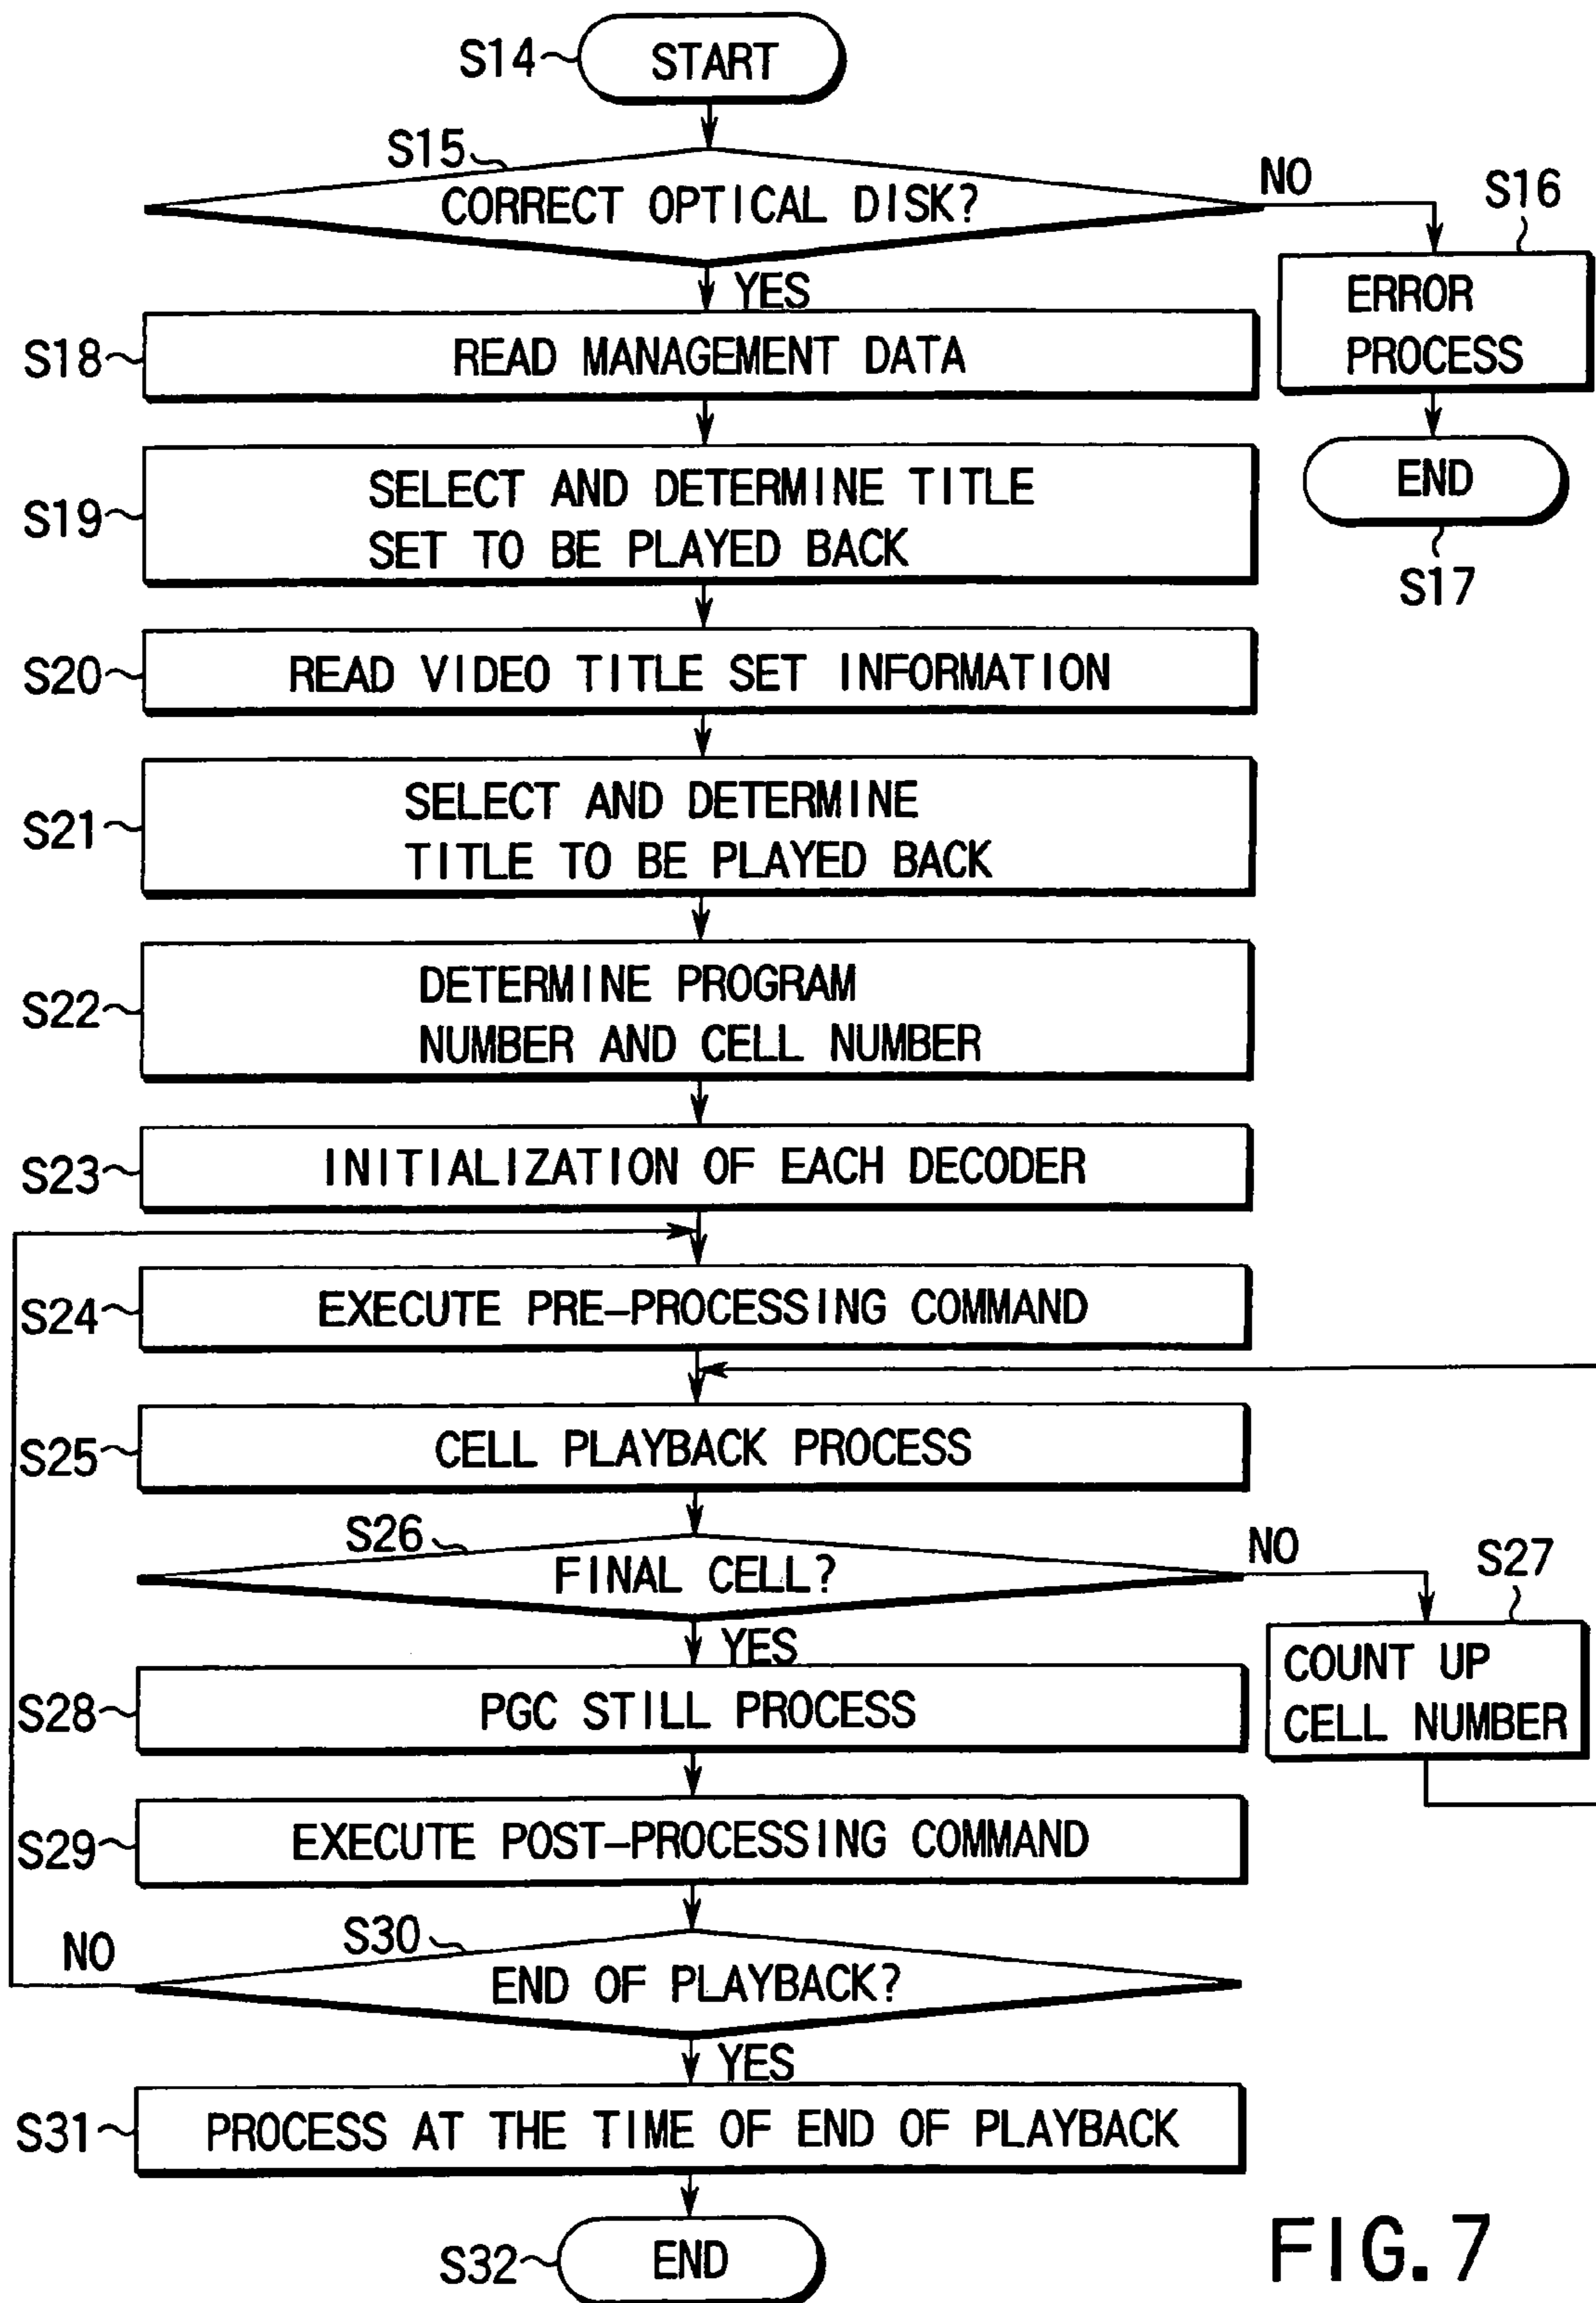 S14
START
S15
CORRECT OPTICAL DISK?
NO
S16
ERROR
PROCESS
YES
S18
READ MANAGEMENT DATA
END
S17
S19
SELECT AND DETERMINE TITLE
SET TO BE PLAYED BACK
S20
READ VIDEO TITLE SET INFORMATION
S21
SELECT AND DETERMINE
TITLE TO BE PLAYED BACK
S22
DETERMINE PROGRAM
NUMBER AND CELL NUMBER
S23
INITIALIZATION OF EACH DECODER
S24
EXECUTE PRE-PROCESSING COMMAND
S25
CELL PLAYBACK PROCESS
S26
FINAL CELL?
NO
S27
COUNT UP
CELL NUMBER
YES
S28
PGC STILL PROCESS
S29
EXECUTE POST-PROCESSING COMMAND
S30
NO
END OF PLAYBACK?
YES
S31
PROCESS AT THE TIME OF END OF PLAYBACK
S32
END
FIG. 7